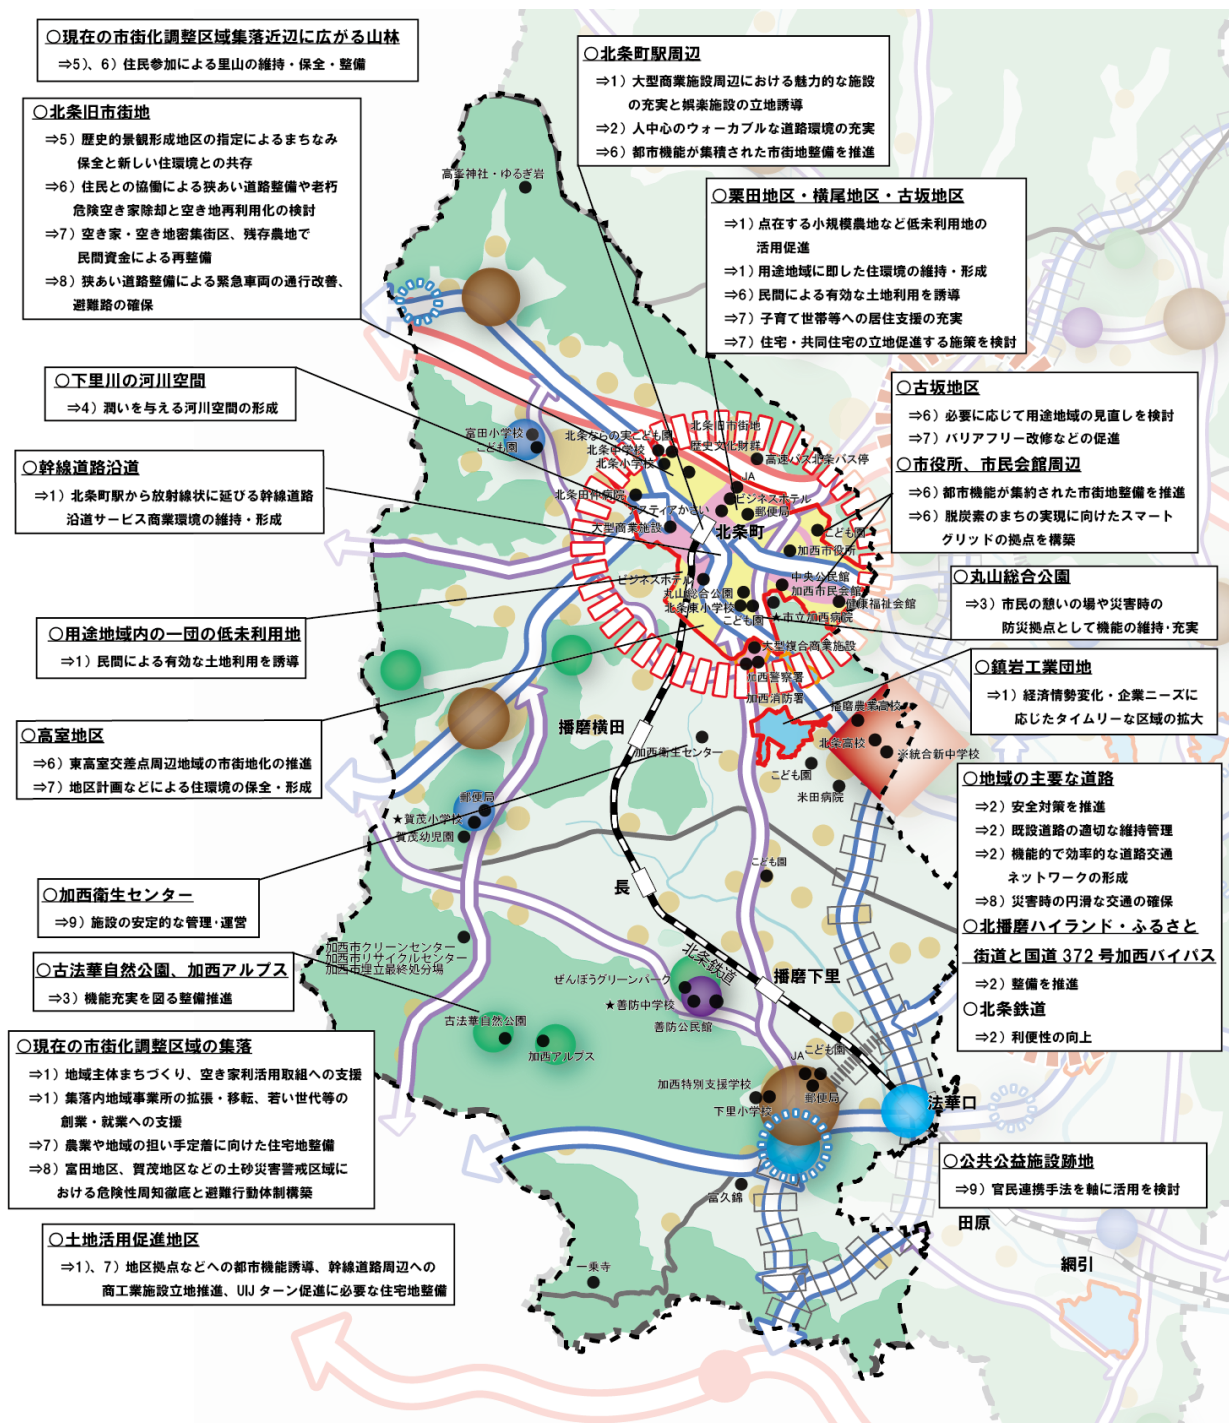 ○現在の市街化調整区域集落近辺に広がる山林
⇒5）、6）住民参加による里山の維持・保全・整備
○北条旧市街地
⇒5）歴史的景観形成地区の指定によるまちなみ
保全と新しい住環境との共存
⇒6）住民との協働による狭あい道路整備や老朽
危険空き家除却と空き地再利用化の検討
⇒7）空き家・空き地密集街区、残存農地で
民間資金による再整備
⇒8）狭あい道路整備による緊急車両の通行改善、
避難路の確保
○下里川の河川空間
⇒4）潤いを与える河川空間の形成
○幹線道路沿道
⇒1）北条町駅から放射線状に延びる幹線道路
沿道サービス商業環境の維持・形成
○用途地域内の一団の低未利用地
⇒1）民間による有効な土地利用を誘導
○高室地区
⇒6）東高室交差点周辺地域の市街地化の推進
⇒7）地区計画などによる住環境の保全・形成
○加西衛生センター
⇒9）施設の安定的な管理・運営
○古法華自然公園、加西アルプス
⇒3）機能充実を図る整備推進
○現在の市街化調整区域の集落
⇒1）地域主体まちづくり、空き家利活用取組への支援
⇒1）集落内地域事業所の拡張・移転、若い世代等の
創業・就業への支援
⇒7）農業や地域の担い手定着に向けた住宅地整備
⇒8）富田地区、賀茂地区などの土砂災害警戒区域に
おける危険性周知徹底と避難行動体制構築
○土地活用促進地区
⇒1）、7）地区拠点などへの都市機能誘導、幹線道路周辺への
商工業施設立地推進、UIJターン促進に必要な住宅地整備
○北条町駅周辺
⇒1）大型商業施設周辺における魅力的な施設
の充実と娯楽施設の立地誘導
⇒2）人中心のウォーカブルな道路環境の充実
⇒6）都市機能が集積された市街地整備を推進
○栗田地区・横尾地区・古坂地区
⇒1）点在する小規模農地など低未利用地の
活用促進
⇒1）用途地域に即した住環境の維持・形成
⇒6）民間による有効な土地利用を誘導
⇒7）子育て世帯等への居住支援の充実
⇒7）住宅・共同住宅の立地促進する施策を検討
○古坂地区
⇒6）必要に応じて用途地域の見直しを検討
⇒7）バリアフリー改修などの促進
○市役所、市民会館周辺
⇒6）都市機能が集約された市街地整備を推進
⇒6）脱炭素のまちの実現に向けたスマート
グリッドの拠点を構築
○丸山総合公園
⇒3）市民の憩いの場や災害時の
防災拠点として機能の維持・充実
○鎮岩工業団地
⇒1）経済情勢変化・企業ニーズに
応じたタイムリーな区域の拡大
○地域の主要な道路
⇒2）安全対策を推進
⇒2）既設道路の適切な維持管理
⇒2）機能的で効率的な道路交通
ネットワークの形成
⇒8）災害時の円滑な交通の確保
○北播磨ハイランド・ふるさと
街道と国道372号加西バイパス
⇒2）整備を推進
○北条鉄道
⇒2）利便性の向上
○公共公益施設跡地
⇒9）官民連携手法を軸に活用を検討
高峯神社・ゆるぎ岩
富田小学校
こども園
北条ならの実こども園
北条中学校
北条小学校
北条旧市街地
歴史文化財群
高速バス北条バス停
JA
北条田仲病院
アスティアかさい
ビジネスホテル
郵便局
大型商業施設
北条町
こども園
加西市役所
ビジネスホテル
中央公民館
丸山総合公園
加西市民会館
北条東小学校
健康福祉会館
こども園
★市立加西病院
大型複合商業施設
加西警察署
加西消防署
播磨農業高校
北条高校
※統合新中学校
こども園
米田病院
播磨横田
加西衛生センター
郵便局
★賀茂小学校
賀茂幼児園
こども園
長
加西市クリーンセンター
加西市リサイクルセンター
加西市埋立最終処分場
北条鉄道
ぜんぼうグリーンパーク
播磨下里
★善防中学校
善防公民館
古法華自然公園
加西アルプス
JA
こども園
加西特別支援学校
郵便局
下里小学校
法華口
富久錦
一乗寺
田原
網引